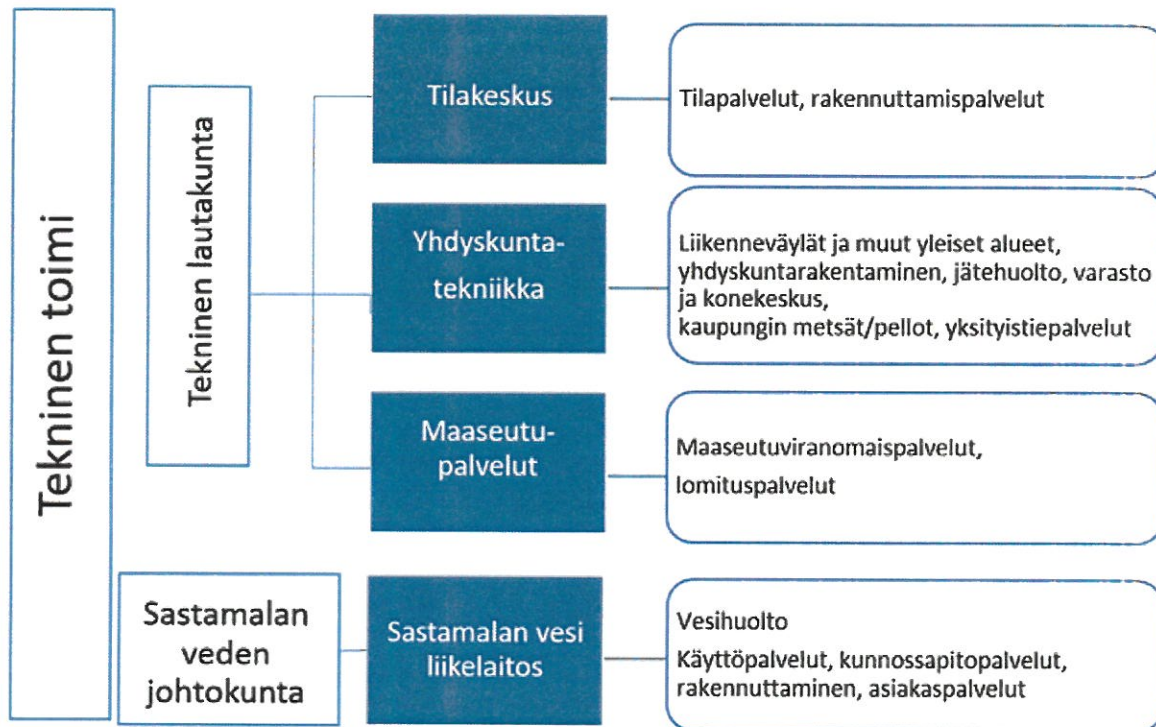 Tekninen toimi
Tekninen lautakunta
Tilakeskus
Tilapalvelut, rakennuttamispalvelut
Yhdyskunta-
tekniikka
Liikenneväylät ja muut yleiset alueet,
yhdyskuntarakentaminen, jätehuolto, varasto
ja konekeskus,
kaupungin metsät/pellot, yksityistiepalvelut
Maaseutu-
palvelut
Maaseutuviranomaispalvelut,
lomituspalvelut
Sastamalan
veden
johtokunta
Sastamalan vesi
liikelaitos
Vesihuolto
Käyttöpalvelut, kunnossapitopalvelut,
rakennuttaminen, asiakaspalvelut